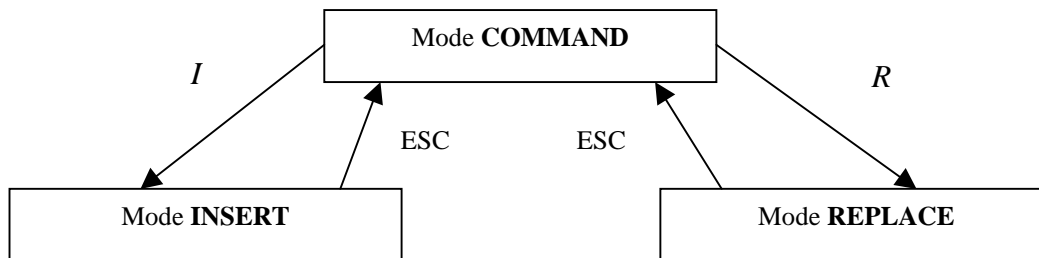 Mode COMMAND
I
R
ESC
ESC
Mode INSERT
Mode REPLACE